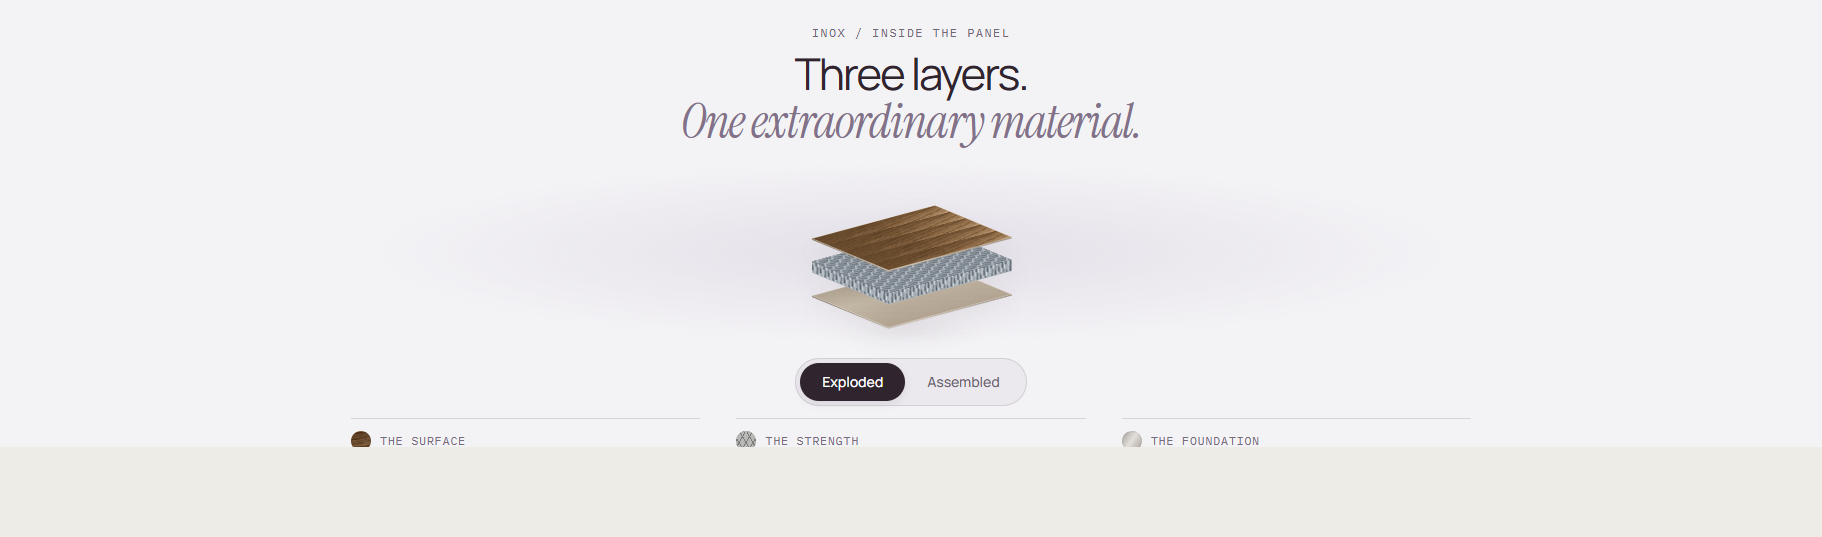 INOX / INSIDE THE PANEL
Three layers.
One extraordinary material.
Exploded
Assembled
THE SURFACE
THE STRENGTH
THE FOUNDATION